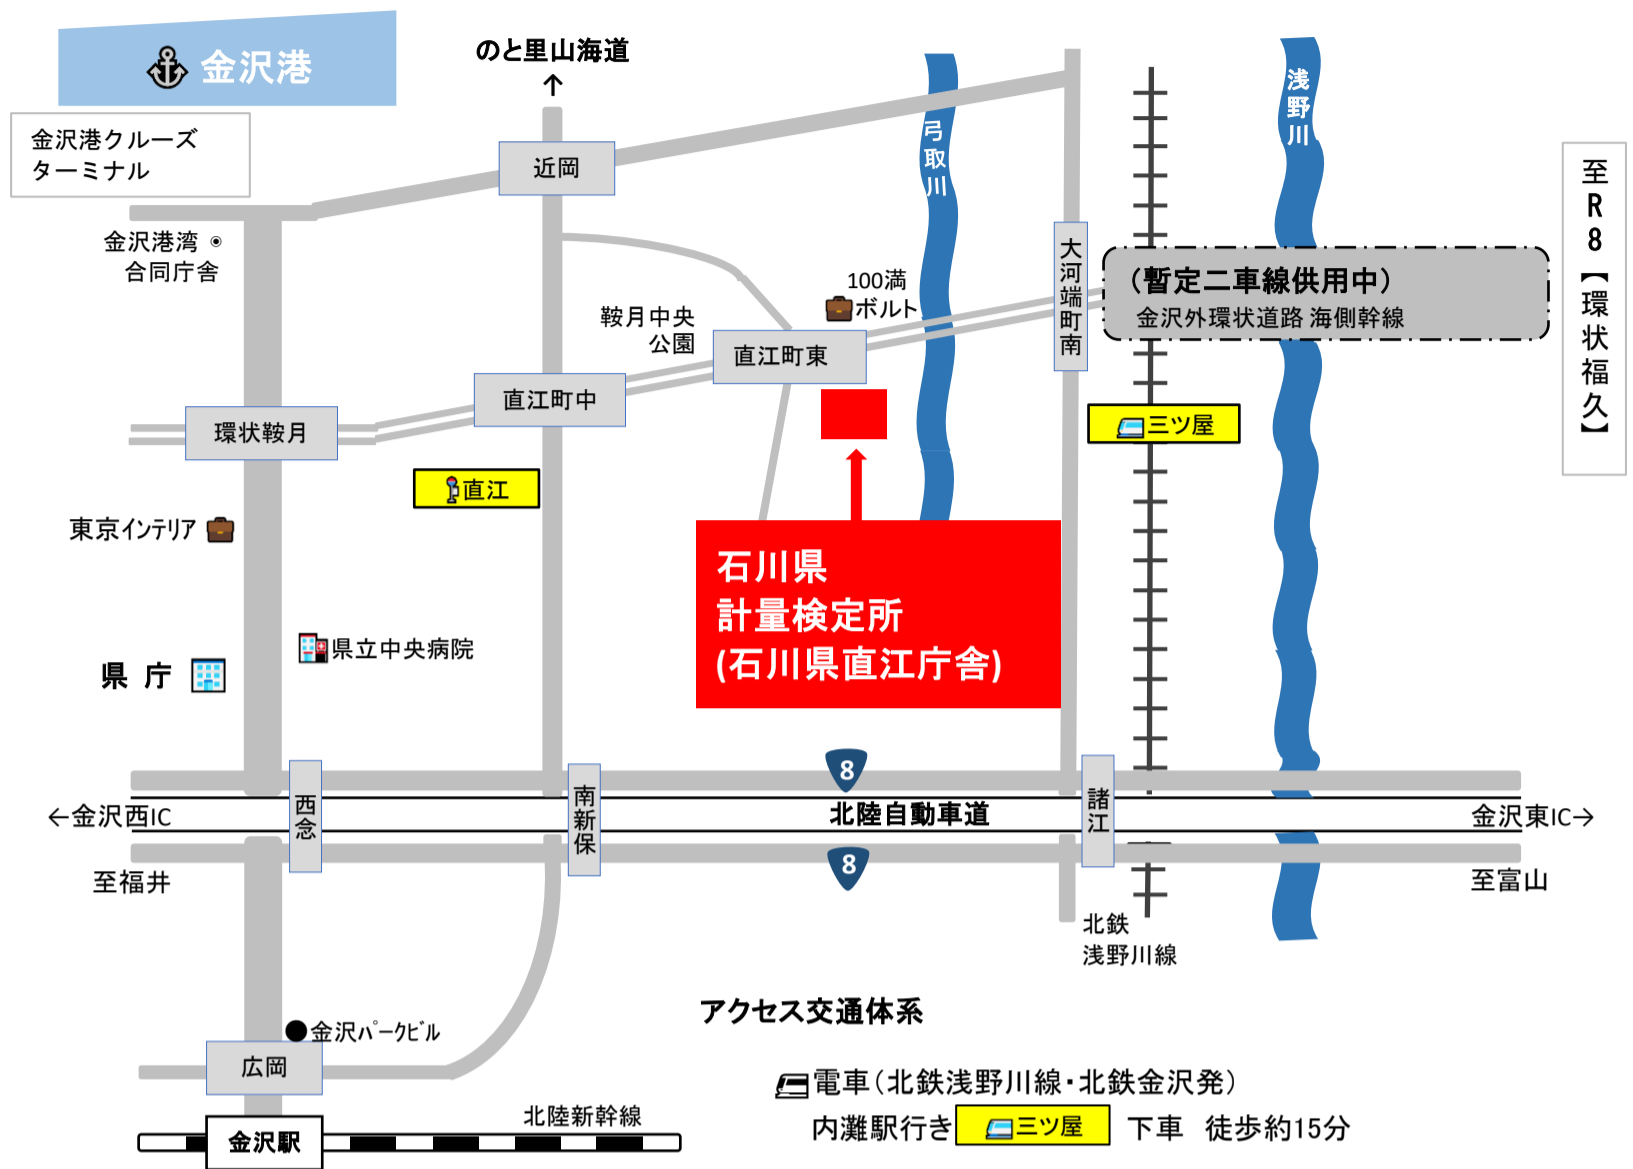 金沢港
のと里山海道
↑
金沢港クルーズ
ターミナル
近岡
弓取川
浅野川
至R8【環状福久】
金沢港湾
合同庁舎
大河端町南
(暫定二車線供用中)
金沢外環状道路 海側幹線
100満
ボルト
鞍月中央
公園
直江町東
直江町中
環状鞍月
三ツ屋
直江
東京インテリア
石川県
計量検定所
(石川県直江庁舎)
県立中央病院
県 庁
8
西念
南新保
諸江
←金沢西IC
北陸自動車道
金沢東IC→
8
至福井
至富山
北鉄
浅野川線
アクセス交通体系
金沢パークビル
広岡
電車(北鉄浅野川線・北鉄金沢発)
北陸新幹線
内灘駅行き 三ツ屋 下車 徒歩約15分
金沢駅